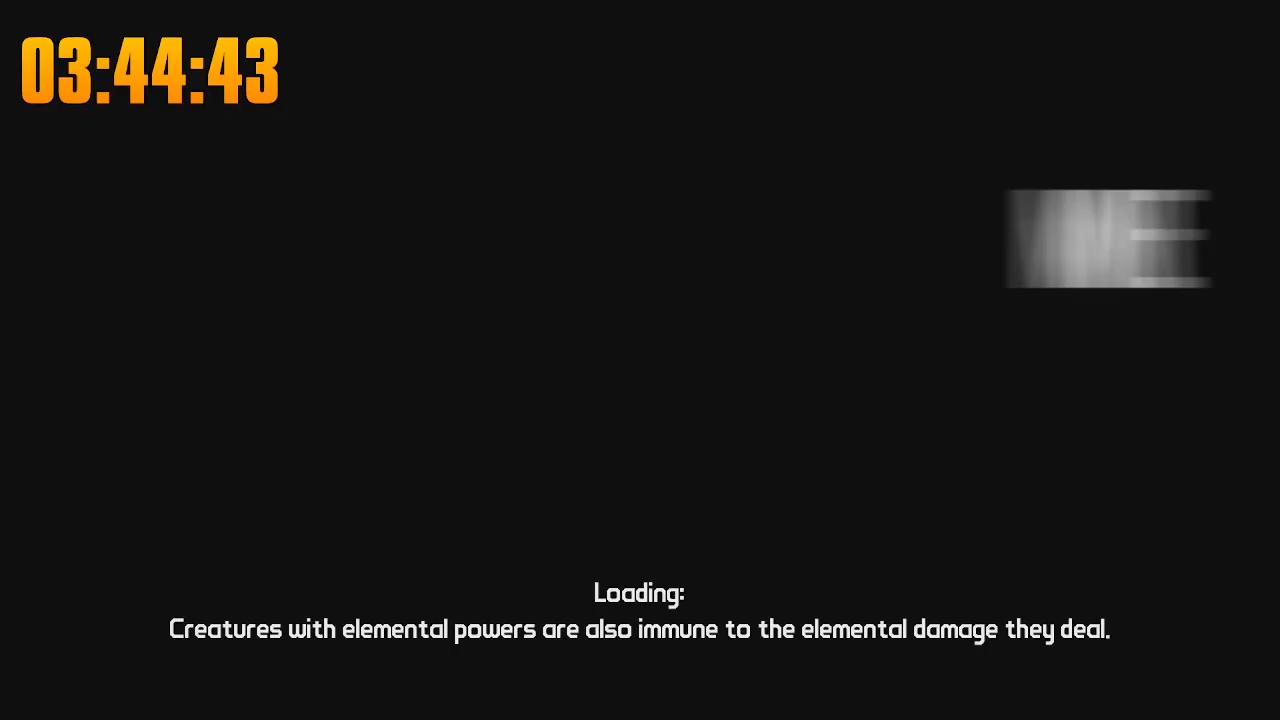 03:44:43
Loading:
Creatures with elemental powers are also immune to the elemental damage they deal.